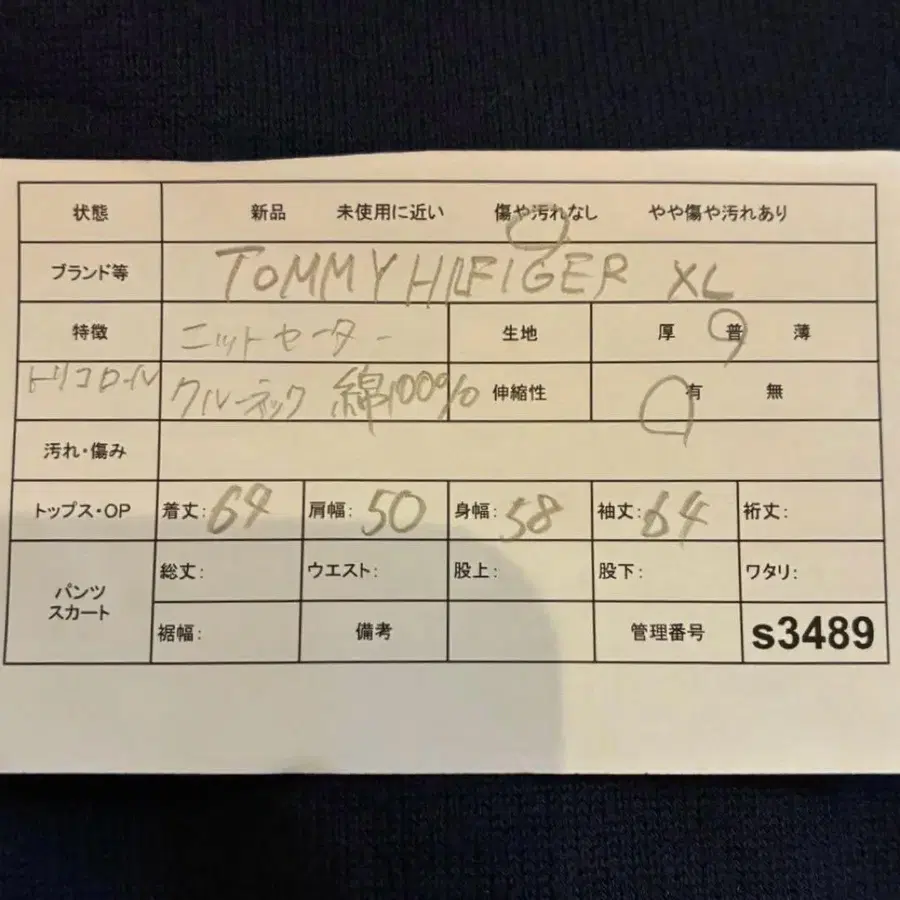 状態 新品 未使用に近い 傷や汚れなし やや傷や汚れあり
ブランド等 TOMMY HILFIGER XL
特徴 ニットセーター 生地 厚 普 薄
トリコロール クルーネック 綿100% 伸縮性 有 無
汚れ・傷み
トップス・OP 着丈: 64 肩幅: 50 身幅: 58 袖丈: 64 裄丈:
パンツ スカート 総丈: ウエスト: 股上: 股下: ワタリ:
裾幅: 備考 管理番号 s3489